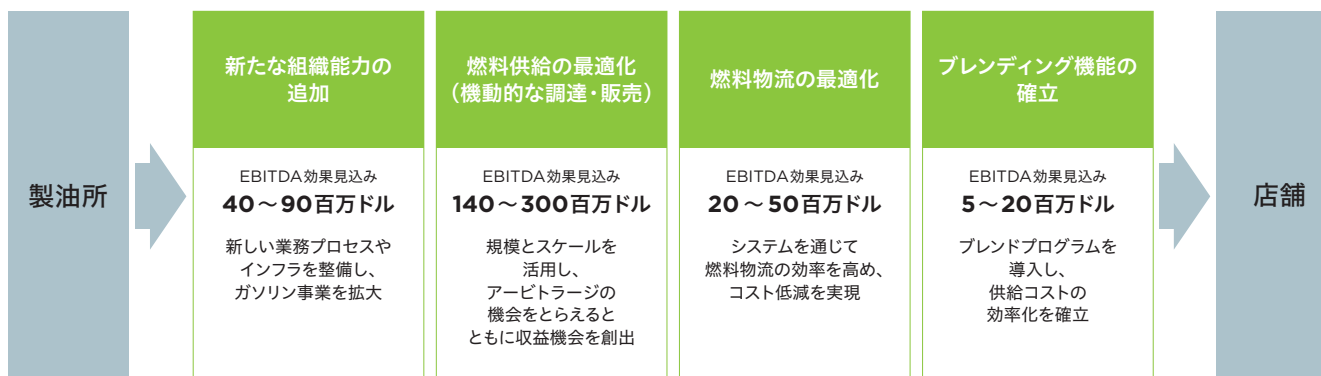 製油所
新たな組織能力の
追加
EBITDA効果見込み
40～90百万ドル
新しい業務プロセスや
インフラを整備し、
ガソリン事業を拡大
燃料供給の最適化
（機動的な調達・販売）
EBITDA効果見込み
140～300百万ドル
規模とスケールを
活用し、
アービトラージの
機会をとらえると
ともに収益機会を創出
燃料物流の最適化
EBITDA効果見込み
20～50百万ドル
システムを通じて
燃料物流の効率を高め、
コスト低減を実現
ブレンディング機能の
確立
EBITDA効果見込み
5～20百万ドル
ブレンドプログラムを
導入し、
供給コストの
効率化を確立
店舗